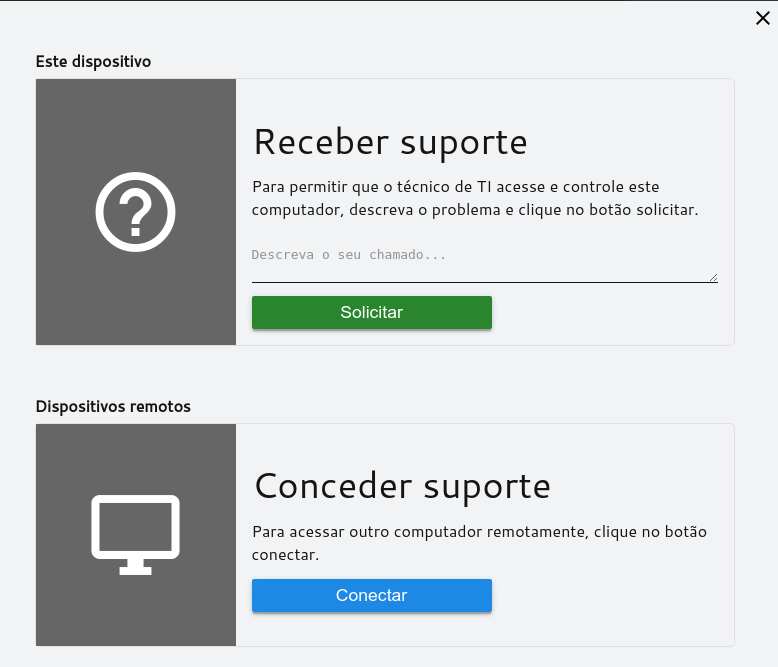 Este dispositivo
Receber suporte
Para permitir que o técnico de TI acesse e controle este
computador, descreva o problema e clique no botão solicitar.
Descreva o seu chamado...
Solicitar
Dispositivos remotos
Conceder suporte
Para acessar outro computador remotamente, clique no botão
conectar.
Conectar